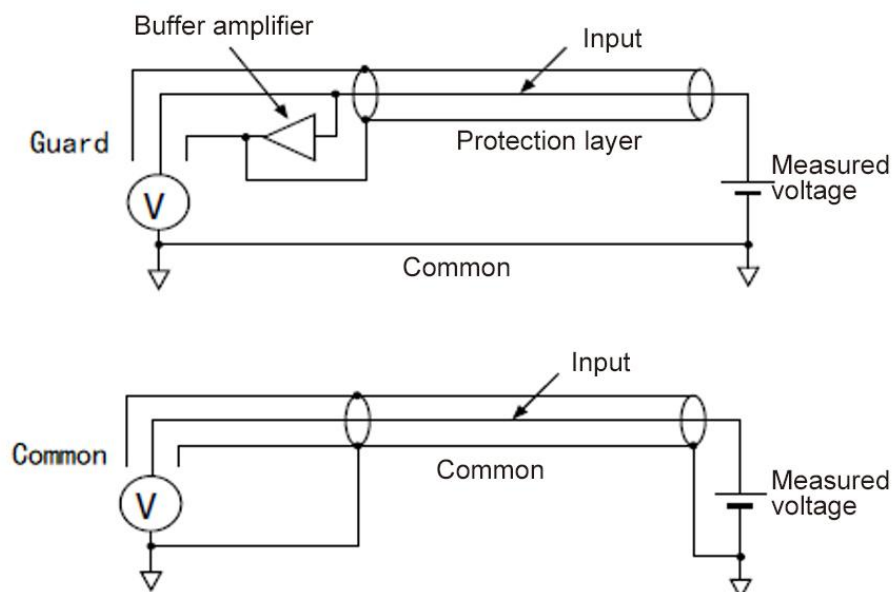 Buffer amplifier
Input
Guard
Protection layer
Measured
voltage
V
Common
Input
Common
Common
Measured
voltage
V